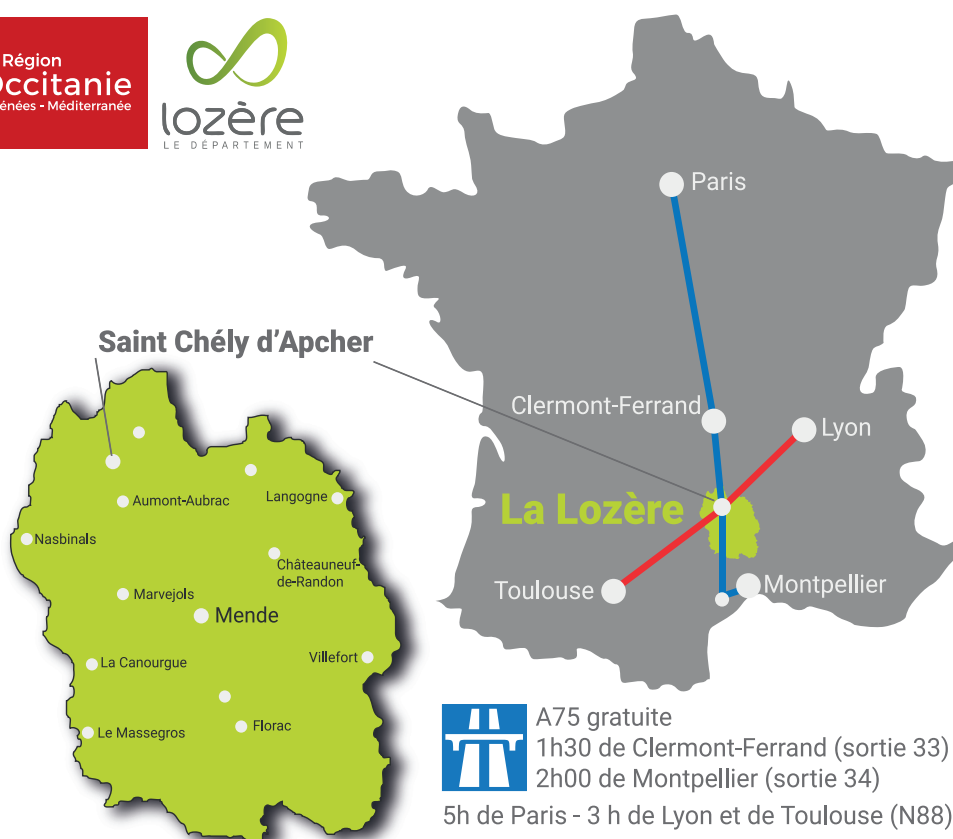 Région
Occitanie
énées - Méditerranée
lozère
LE DÉPARTEMENT
Paris
Saint Chély d’Apcher
Clermont-Ferrand
Lyon
La Lozère
Toulouse
Montpellier
Aumont-Aubrac
Langogne
Nasbinals
Châteauneuf-
de-Randon
Marvejols
Mende
La Canourgue
Villefort
Le Massegros
Florac
A75 gratuite
1h30 de Clermont-Ferrand (sortie 33)
2h00 de Montpellier (sortie 34)
5h de Paris - 3 h de Lyon et de Toulouse (N88)